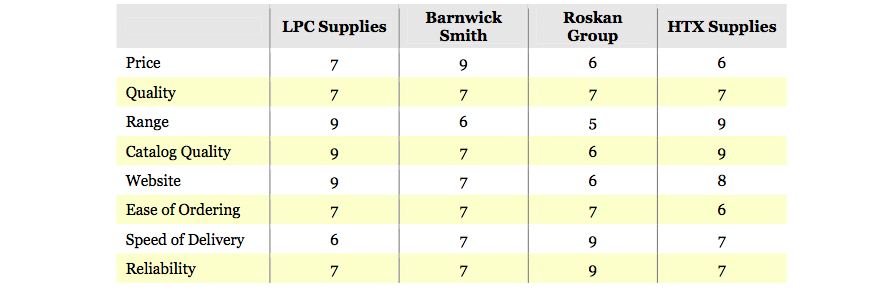 LPC Supplies Barnwick Smith Roskan Group HTX Supplies
Price 7 9 6 6
Quality 7 7 7 7
Range 9 6 5 9
Catalog Quality 9 7 6 9
Website 9 7 6 8
Ease of Ordering 7 7 7 6
Speed of Delivery 6 7 9 7
Reliability 7 7 9 7